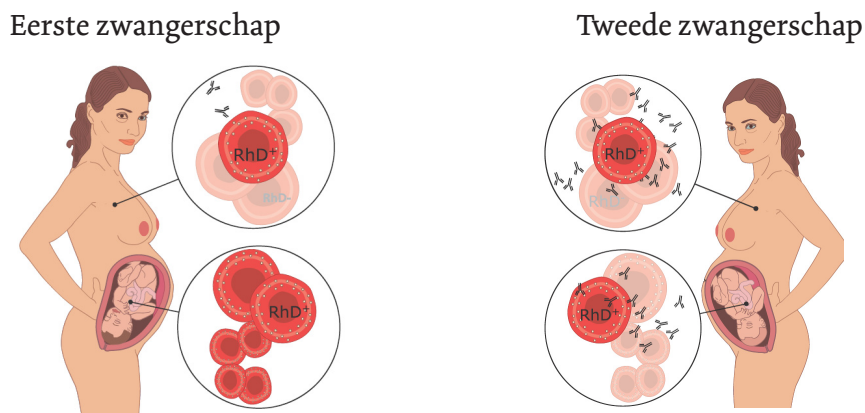 Eerste zwangerschap
Tweede zwangerschap
RhD⁺
RhD-
RhD⁺
RhD⁺
RhD⁺